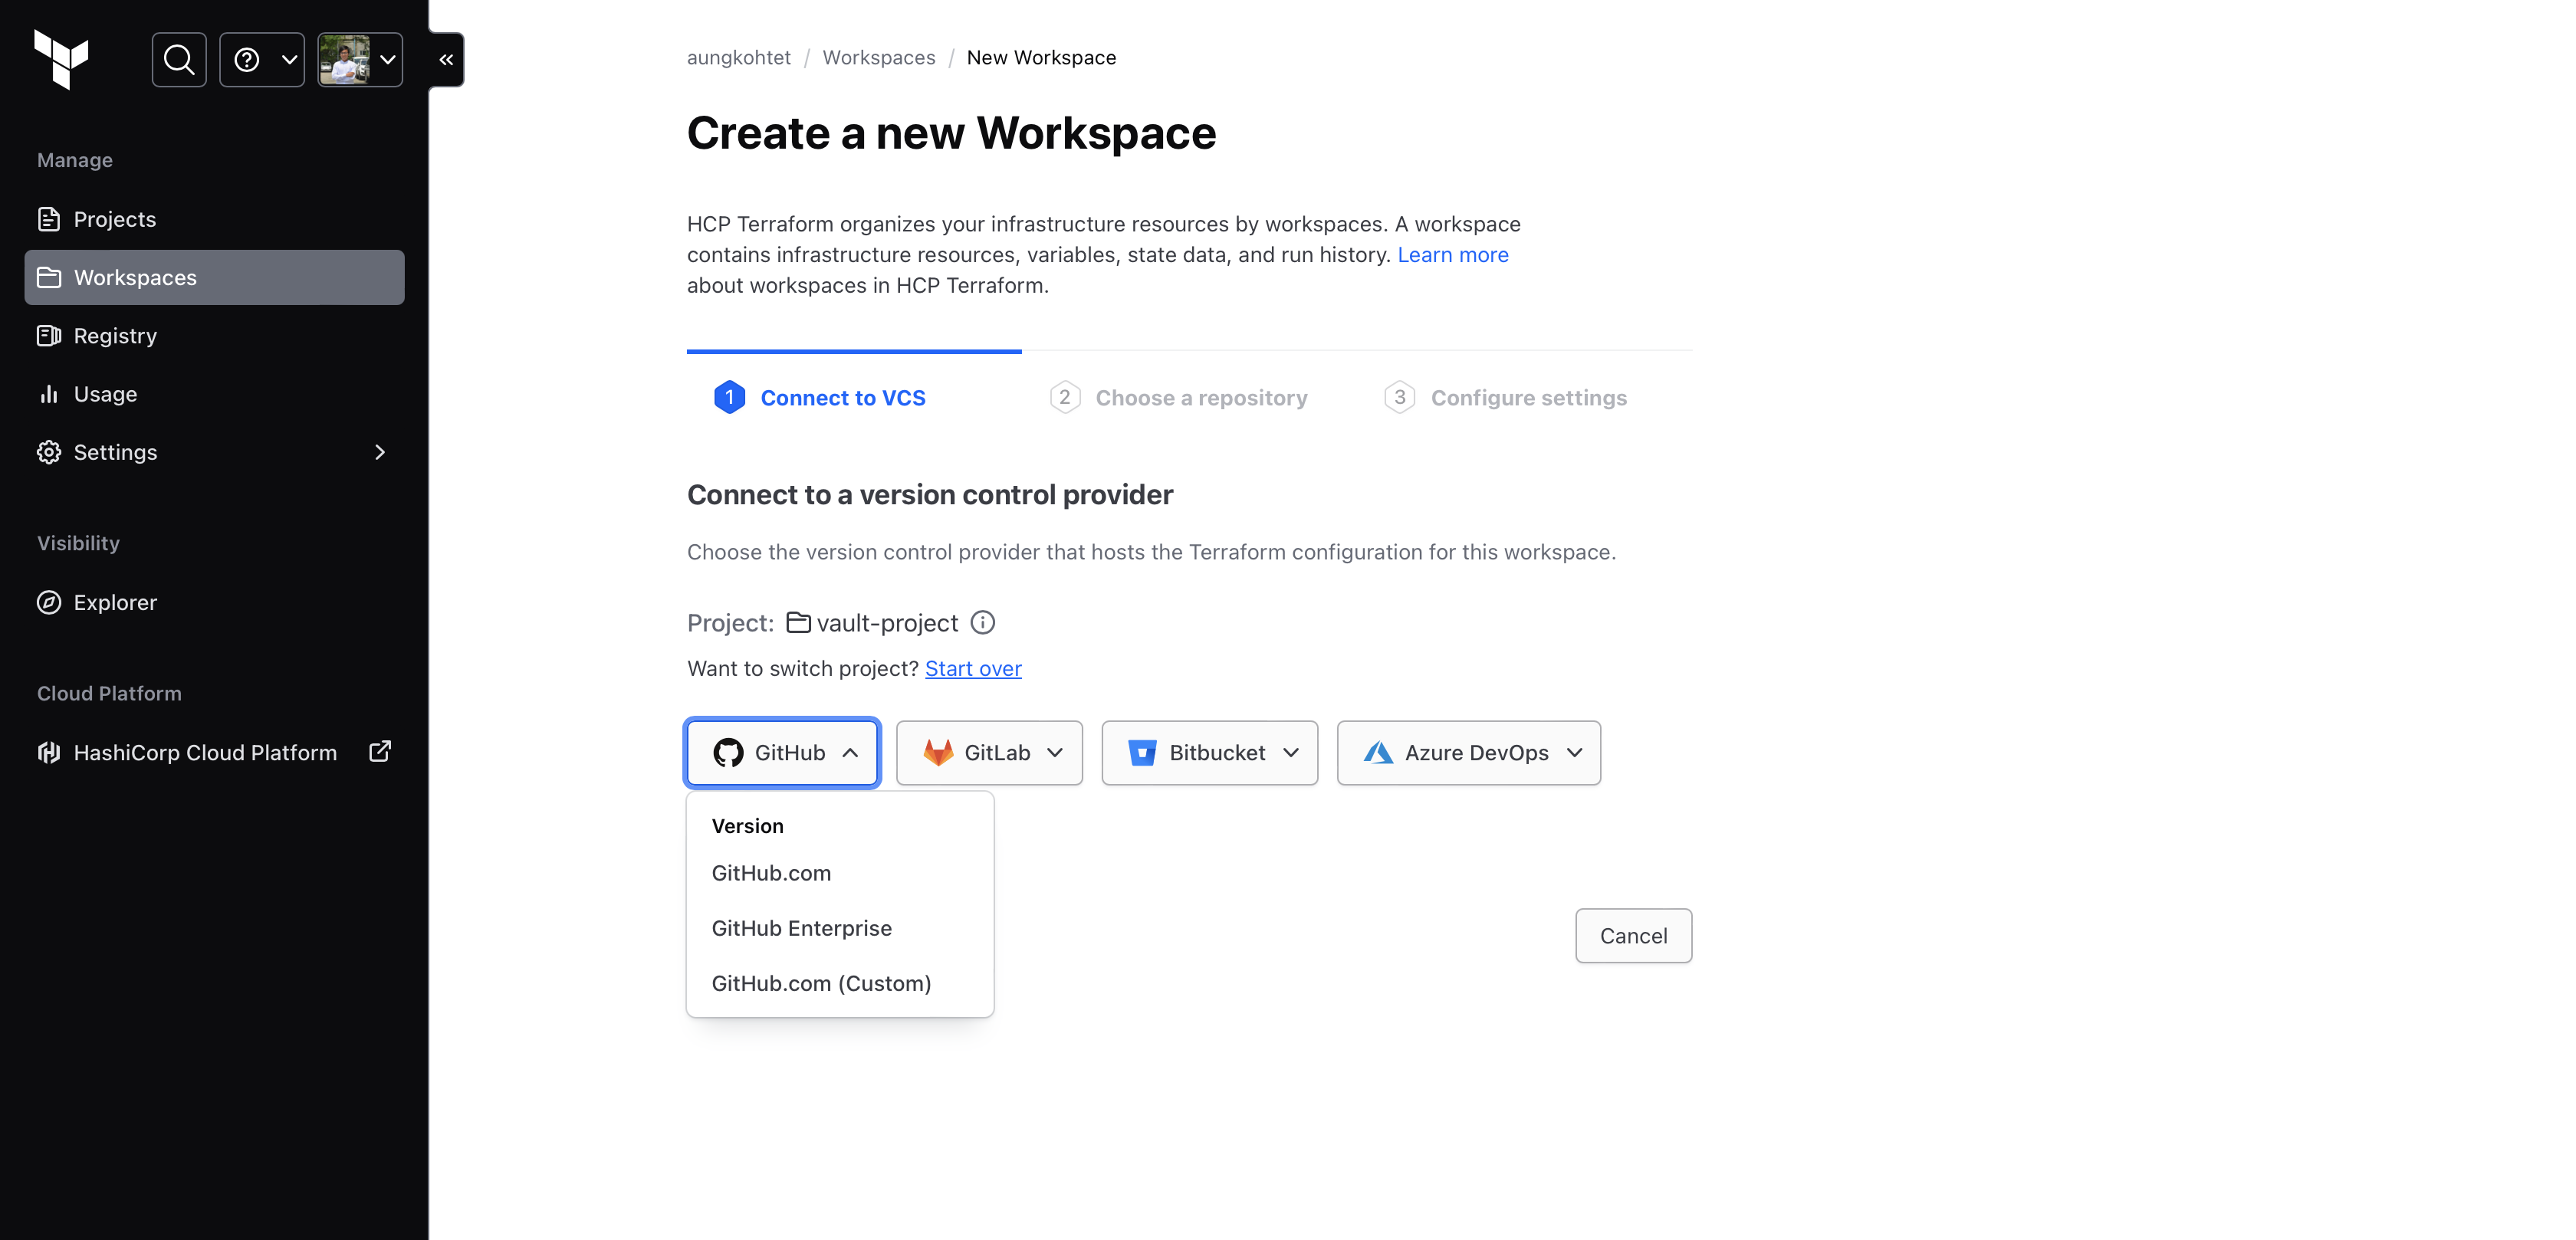 Manage
Projects
Workspaces
Registry
Usage
Settings
Visibility
Explorer
Cloud Platform
HashiCorp Cloud Platform
aungkohtet / Workspaces / New Workspace
Create a new Workspace
HCP Terraform organizes your infrastructure resources by workspaces. A workspace
contains infrastructure resources, variables, state data, and run history. Learn more
about workspaces in HCP Terraform.
1 Connect to VCS
2 Choose a repository
3 Configure settings
Connect to a version control provider
Choose the version control provider that hosts the Terraform configuration for this workspace.
Project: vault-project
Want to switch project? Start over
GitHub
GitLab
Bitbucket
Azure DevOps
Version
GitHub.com
GitHub Enterprise
GitHub.com (Custom)
Cancel